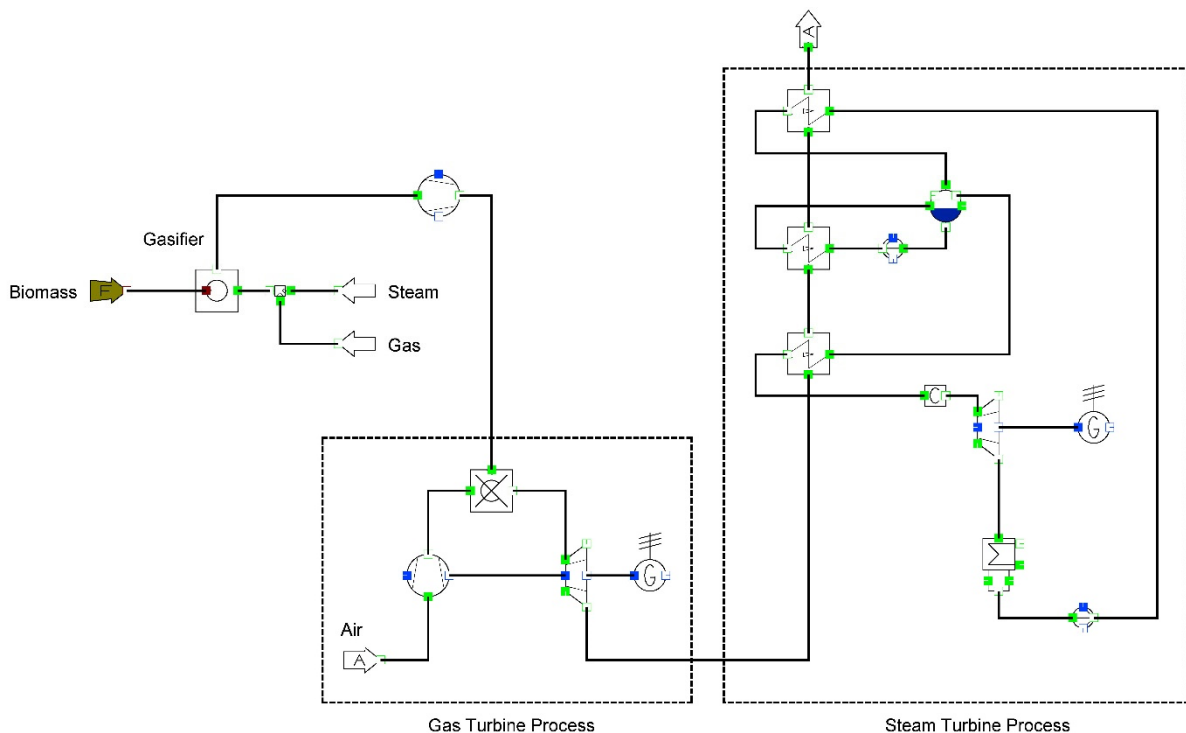 A
Gasifier
Biomass
F
Steam
Gas
C
G
G
Air
A
Gas Turbine Process
Steam Turbine Process